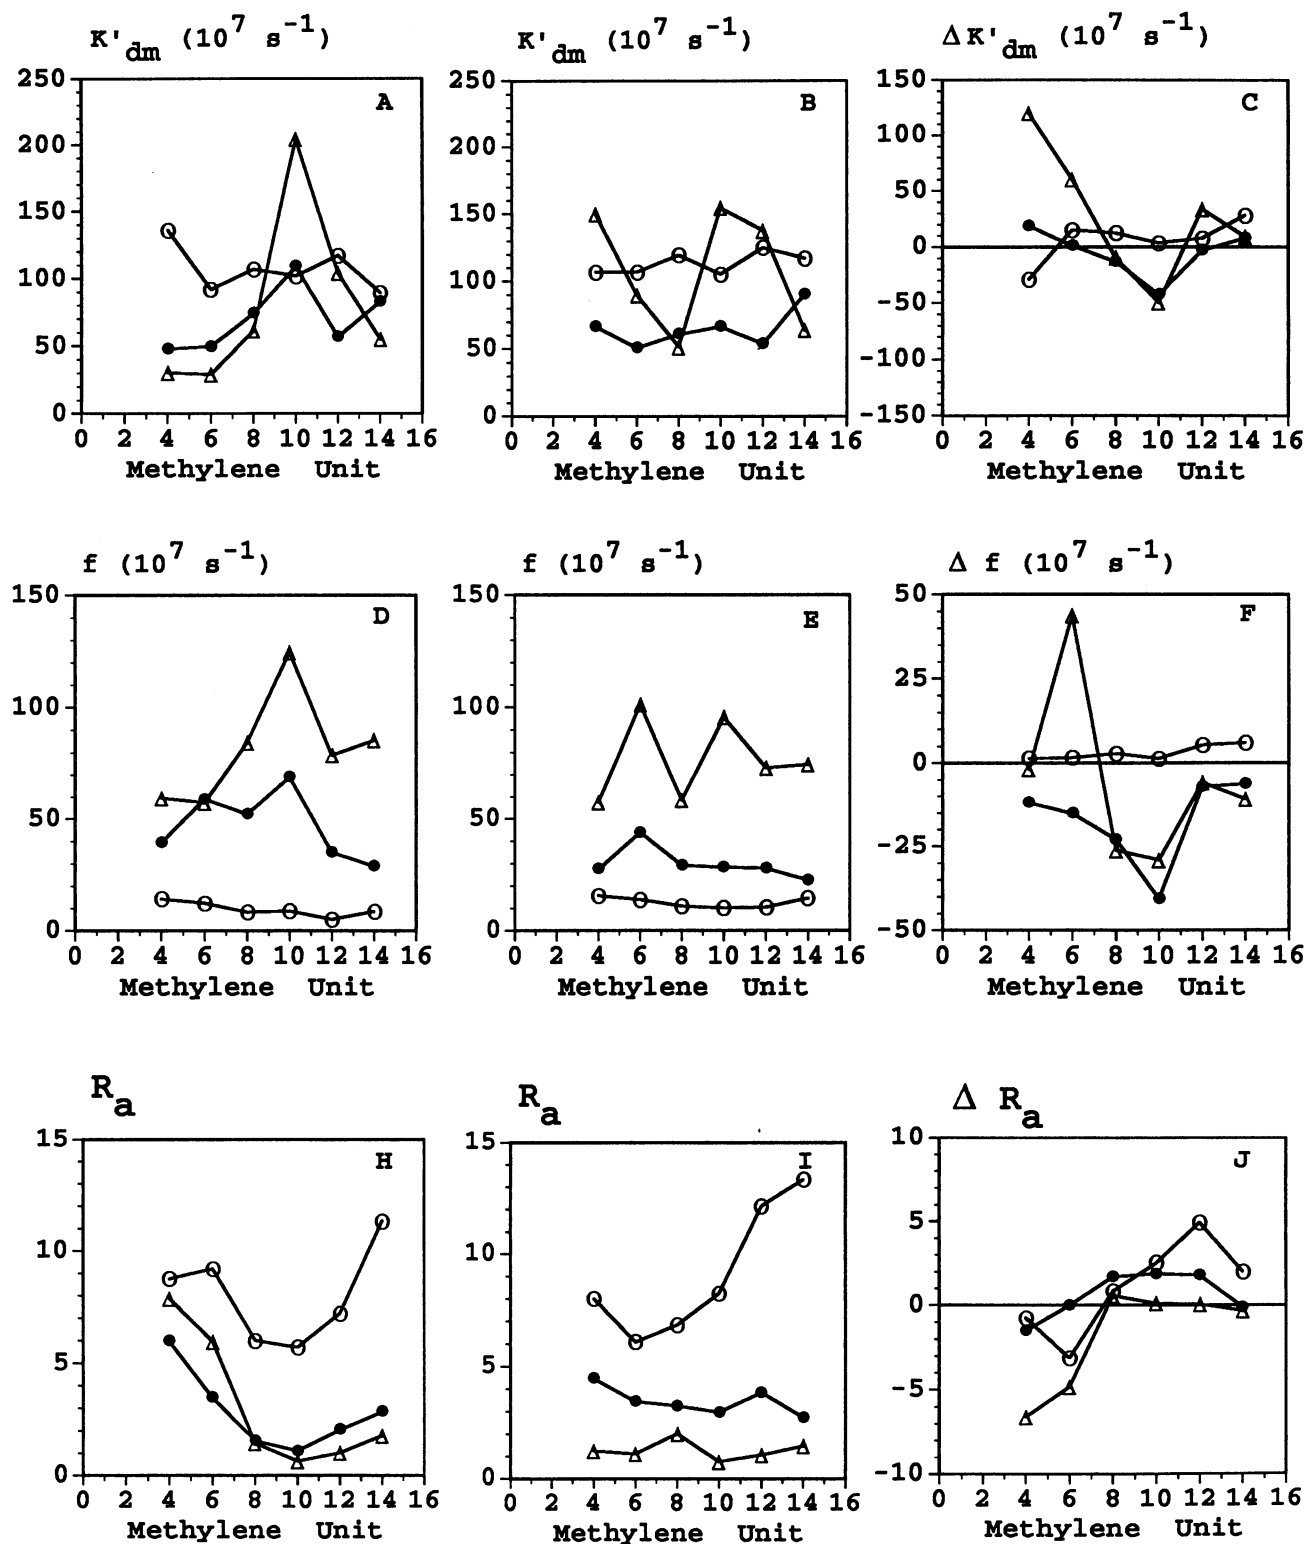 K'dm (10^7 s^-1)
K'dm (10^7 s^-1)
Δ K'dm (10^7 s^-1)
250
200
150
100
50
0
A
0 2 4 6 8 10 12 14 16
Methylene Unit
250
200
150
100
50
0
B
0 2 4 6 8 10 12 14 16
Methylene Unit
150
100
50
0
-50
-100
-150
C
0 2 4 6 8 10 12 14 16
Methylene Unit
f (10^7 s^-1)
f (10^7 s^-1)
Δ f (10^7 s^-1)
150
100
50
0
D
0 2 4 6 8 10 12 14 16
Methylene Unit
150
100
50
0
E
0 2 4 6 8 10 12 14 16
Methylene Unit
50
25
0
-25
-50
F
0 2 4 6 8 10 12 14 16
Methylene Unit
Ra
Ra
Δ Ra
15
10
5
0
H
0 2 4 6 8 10 12 14 16
Methylene Unit
15
10
5
0
I
0 2 4 6 8 10 12 14 16
Methylene Unit
10
5
0
-5
-10
J
0 2 4 6 8 10 12 14 16
Methylene Unit